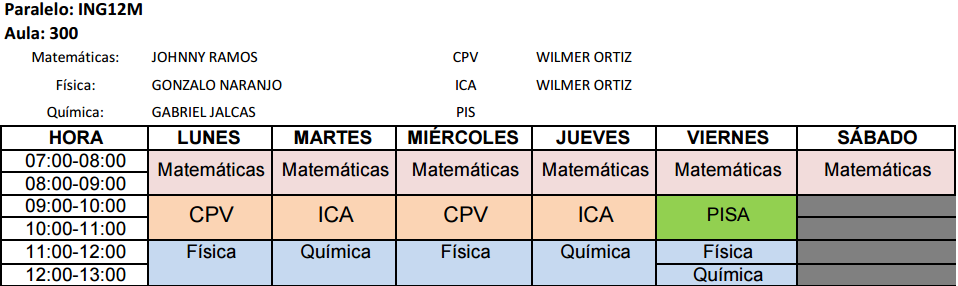 Paralelo: ING12M
Aula: 300
Matemáticas: JOHNNY RAMOS CPV WILMER ORTIZ
Física: GONZALO NARANJO ICA WILMER ORTIZ
Química: GABRIEL JALCAS PIS
HORA LUNES MARTES MIÉRCOLES JUEVES VIERNES SÁBADO
07:00-08:00 Matemáticas Matemáticas Matemáticas Matemáticas Matemáticas Matemáticas
08:00-09:00
09:00-10:00 CPV ICA CPV ICA PISA
10:00-11:00
11:00-12:00 Física Química Física Química Física
12:00-13:00 Química